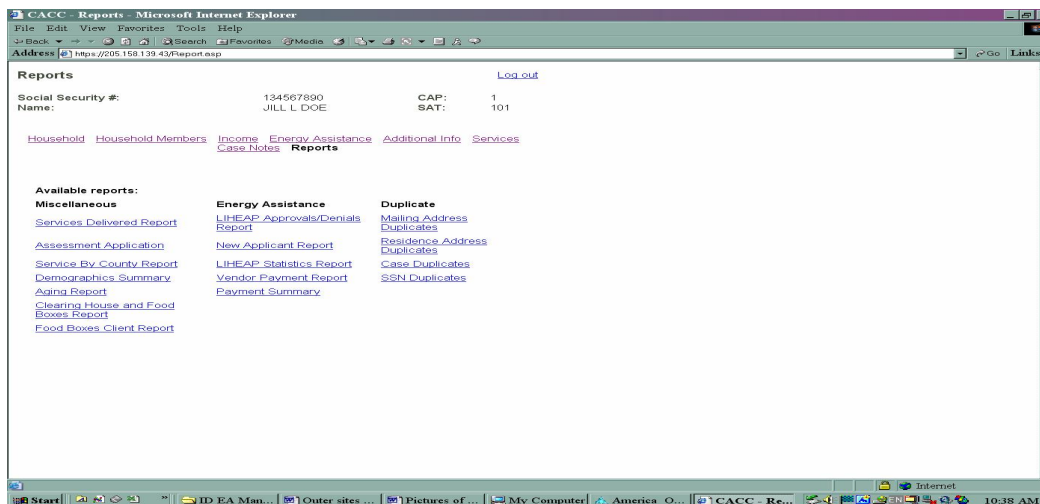 CACC - Reports - Microsoft Internet Explorer
File Edit View Favorites Tools Help
Back Search Favorites Media
Address https://205.158.139.43/Report.asp Go Links
Reports Log out
Social Security #: 134567890 CAP: 1
Name: JILL L DOE SAT: 101
Household Household Members Income Energy Assistance Additional Info Services
Case Notes Reports
Available reports:
Miscellaneous Energy Assistance Duplicate
Services Delivered Report LIHEAP Approvals/Denials Report Mailing Address Duplicates
Assessment Application New Applicant Report Residence Address Duplicates
Service By County Report LIHEAP Statistics Report Case Duplicates
Demographics Summary Vendor Payment Report SSN Duplicates
Aging Report Payment Summary
Clearing House and Food
Boxes Report
Food Boxes Client Report
Internet
Start ID EA Man... Outer sites ... Pictures of ... My Computer America O... CACC - Re... EN 10:38 AM